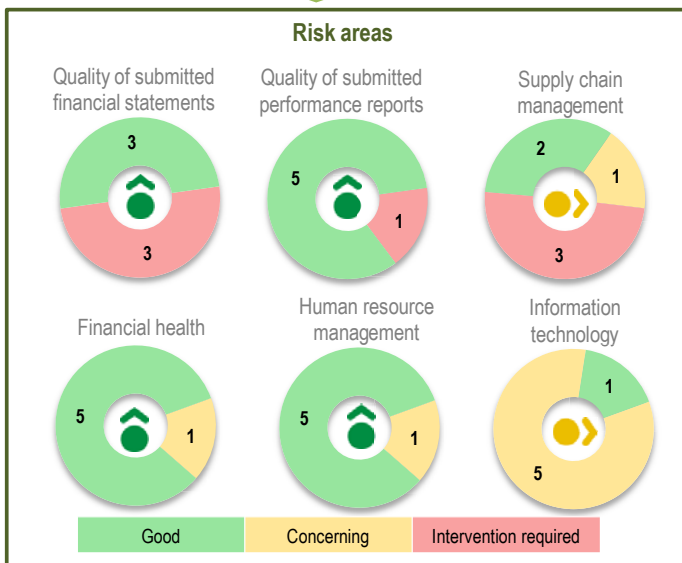 Risk areas
Quality of submitted
financial statements
3
3
Quality of submitted
performance reports
5
1
Supply chain
management
2
1
3
Financial health
5
1
Human resource
management
5
1
Information
technology
1
5
Good
Concerning
Intervention required